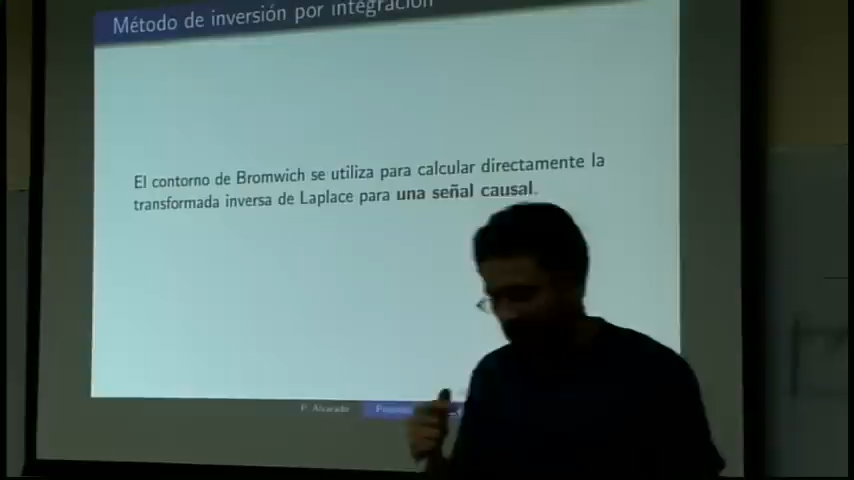 Método de inversión por integración
El contorno de Bromwich se utiliza para calcular directamente la
transformada inversa de Laplace para una señal causal.
P. Alvarado